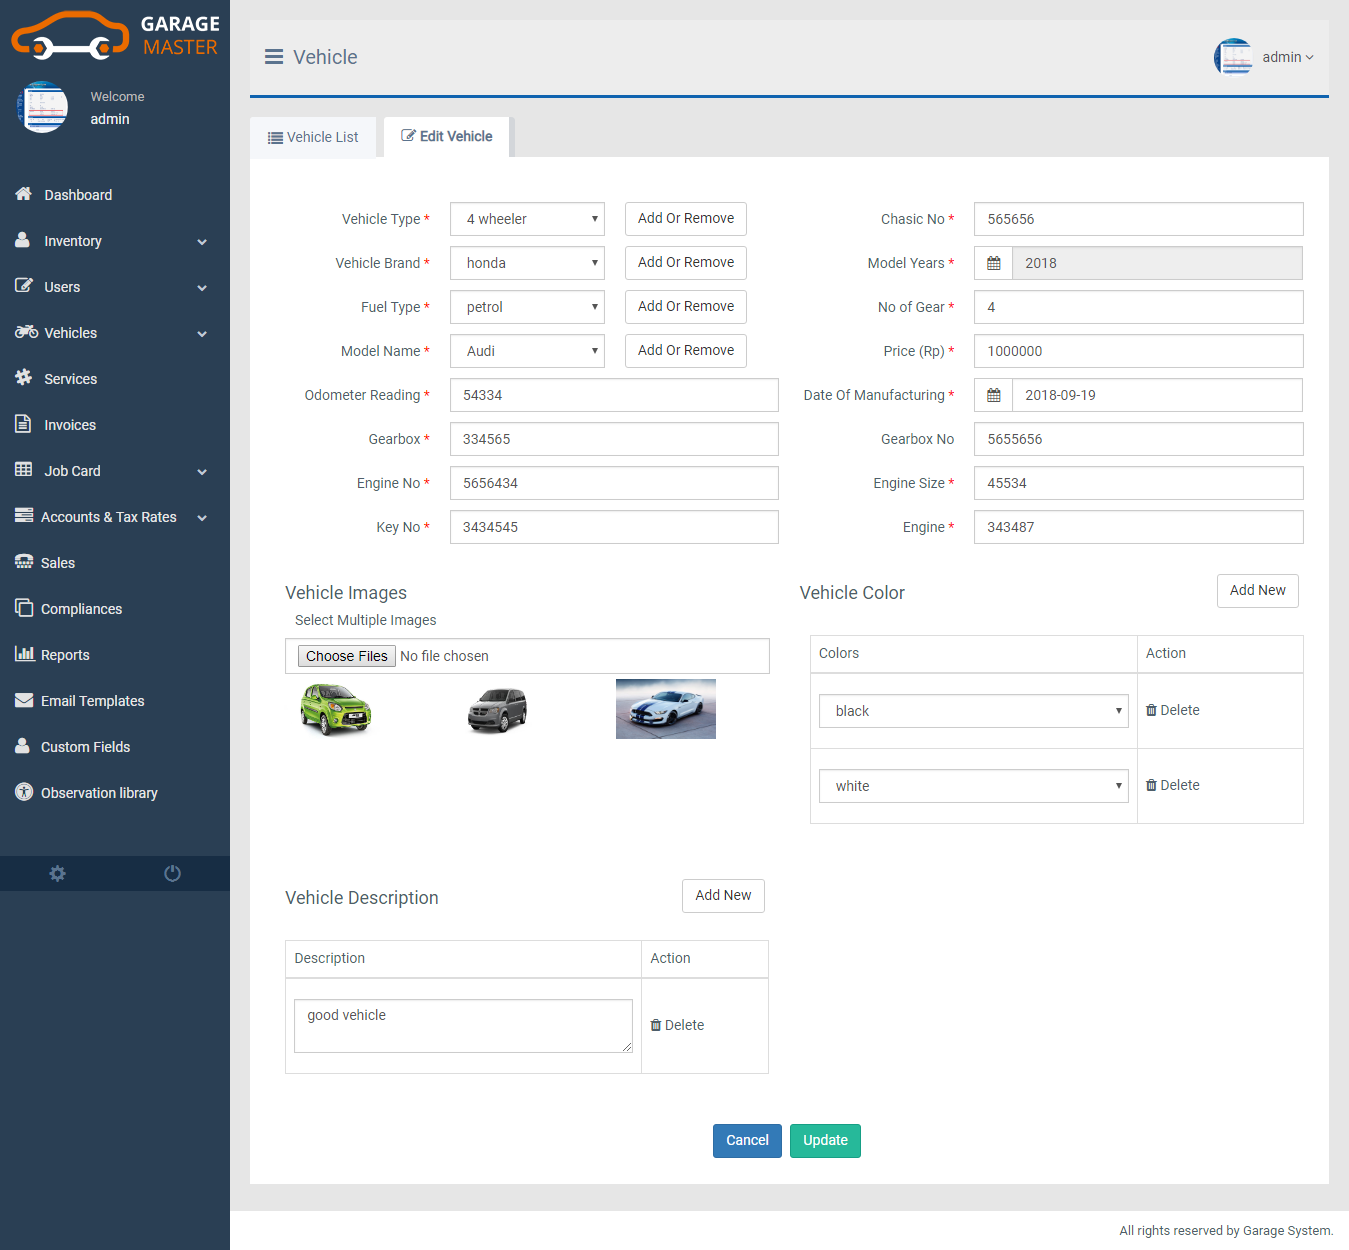 GARAGE
MASTER
Welcome
admin
Dashboard
Inventory
Users
Vehicles
Services
Invoices
Job Card
Accounts & Tax Rates
Sales
Compliances
Reports
Email Templates
Custom Fields
Observation library
Vehicle
admin
Vehicle List
Edit Vehicle
Vehicle Type * 4 wheeler Add Or Remove Chasic No * 565656
Vehicle Brand * honda Add Or Remove Model Years * 2018
Fuel Type * petrol Add Or Remove No of Gear * 4
Model Name * Audi Add Or Remove Price (Rp) * 1000000
Odometer Reading * 54334 Date Of Manufacturing * 2018-09-19
Gearbox * 334565 Gearbox No 5655656
Engine No * 5656434 Engine Size * 45534
Key No * 3434545 Engine * 343487
Vehicle Images
Select Multiple Images
Choose Files No file chosen
Vehicle Color Add New
Colors Action
black Delete
white Delete
Vehicle Description Add New
Description Action
good vehicle Delete
Cancel Update
All rights reserved by Garage System.